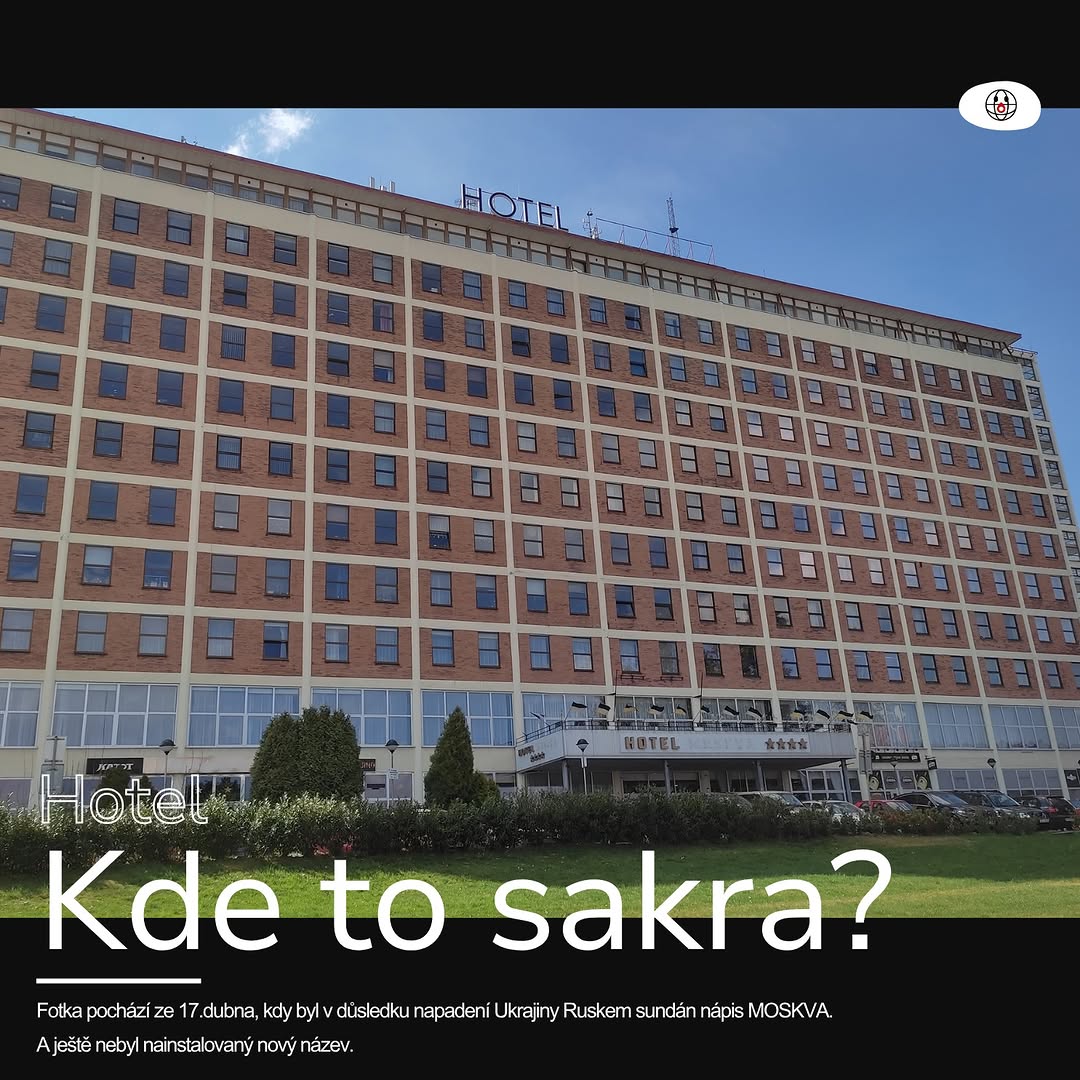 HOTEL
HOTEL ★★★★
Hotel
Kde to sakra?
Fotka pochází ze 17.dubna, kdy byl v důsledku napadení Ukrajiny Ruskem sundán nápis MOSKVA.
A ještě nebyl nainstalovaný nový název.